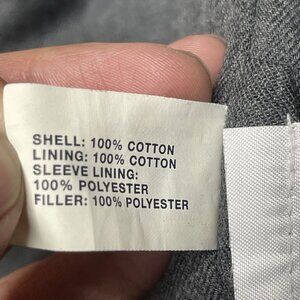 SHELL: 100% COTTON
LINING: 100% COTTON
SLEEVE LINING:
100% POLYESTER
FILLER: 100% POLYESTER